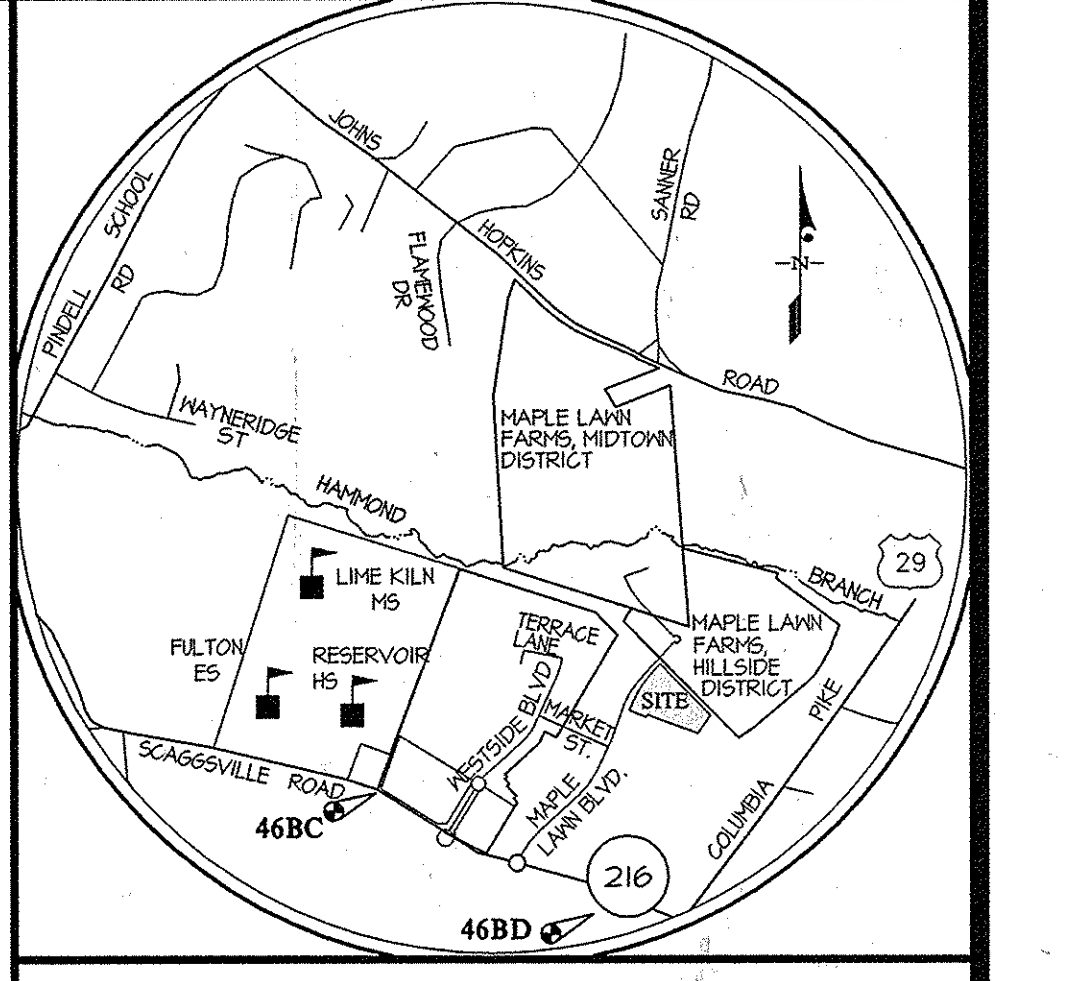 JOHNS
HOPKINS
ROAD
SANNER
RD
PINDELL
SCHOOL
RD
FLAMEWOOD
DR
N
WAYNERIDGE
ST
MAPLE LAWN
FARMS, MIDTOWN
DISTRICT
HAMMOND
BRANCH
29
LIME KILN
MS
FULTON
ES
RESERVOIR
HS
TERRACE
LANE
WESTSIDE BLVD
MARKET
ST.
MAPLE LAWN
FARMS,
HILLSIDE
DISTRICT
SITE
MAPLE
LAWN BLVD.
COLUMBIA
PIKE
SCAGGSVILLE ROAD
46BC
216
46BD